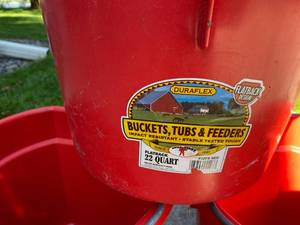 DURAFLEX
FLATBACK
BUCKETS, TUBS & FEEDERS
IMPACT RESISTANT • STABLE TESTED TOUGH
FLATBACK
22 QUART